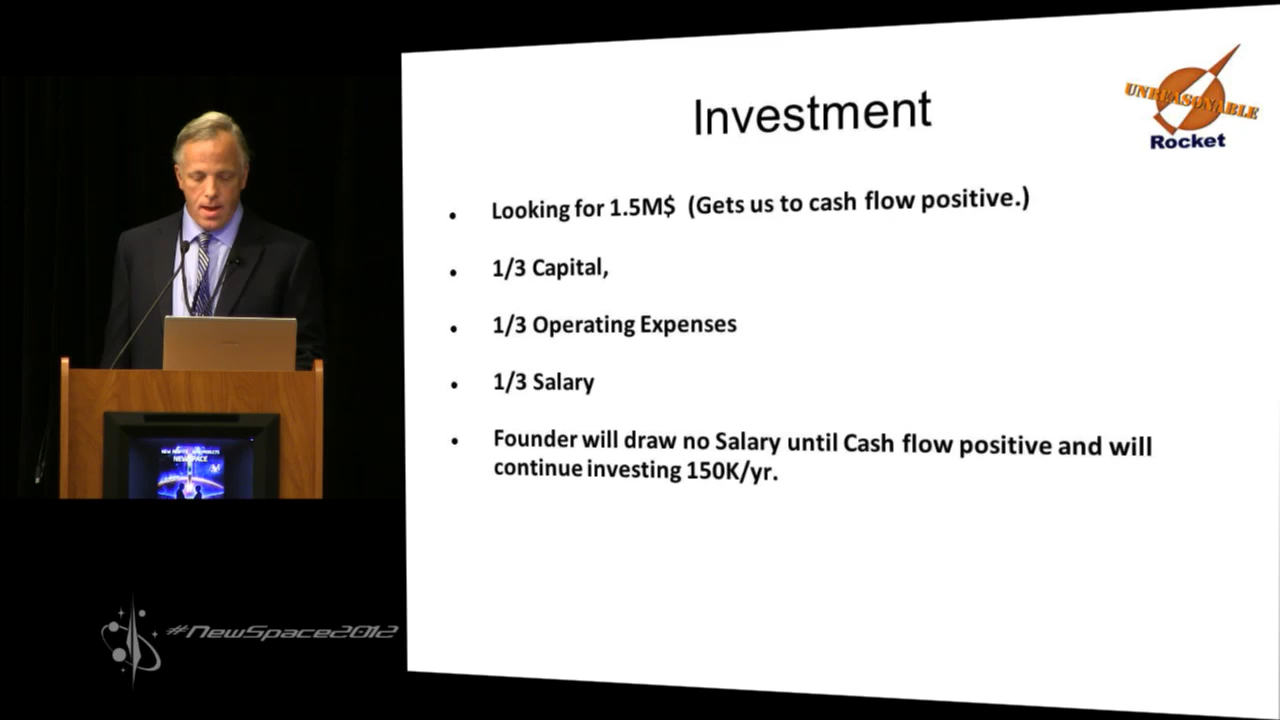 Investment
UNREASONABLE
Rocket
• Looking for 1.5M$ (Gets us to cash flow positive.)
• 1/3 Capital,
• 1/3 Operating Expenses
• 1/3 Salary
• Founder will draw no Salary until Cash flow positive and will
continue investing 150K/yr.
NEWSPACE
#NewSpace2012